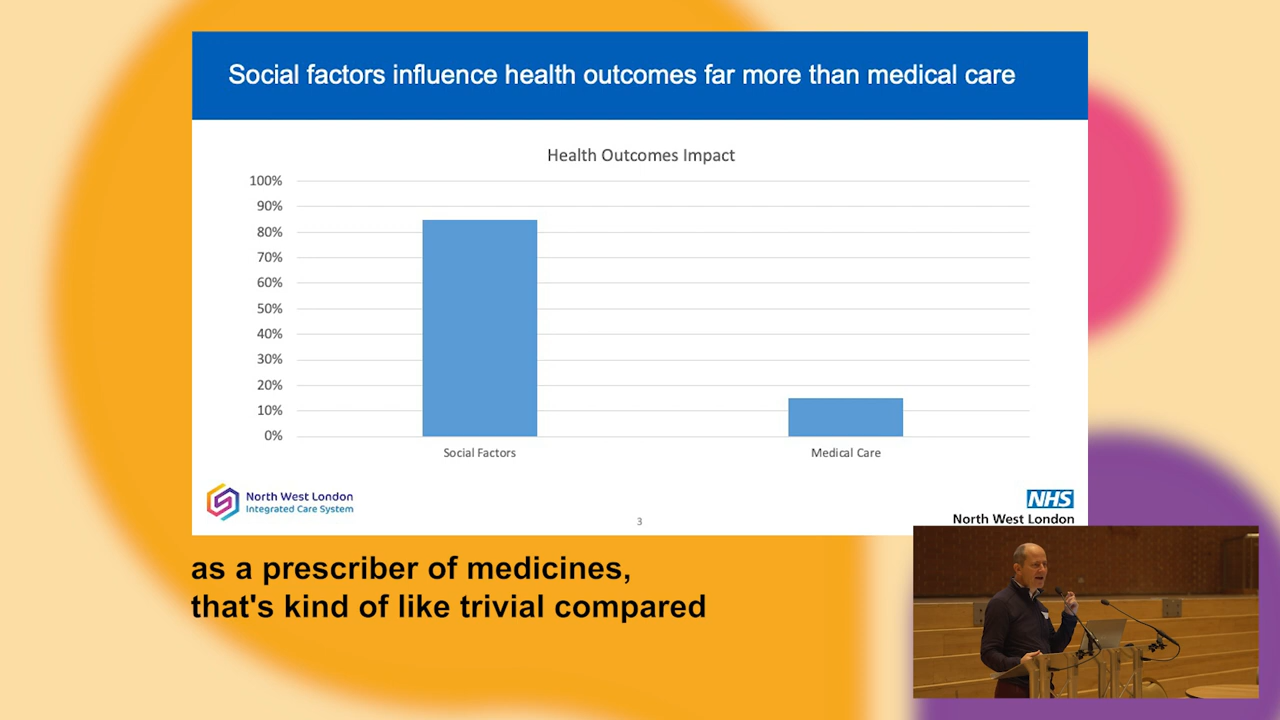 Social factors influence health outcomes far more than medical care
Health Outcomes Impact
100%
90%
80%
70%
60%
50%
40%
30%
20%
10%
0%
Social Factors
Medical Care
North West London
Integrated Care System
3
NHS
North West London
as a prescriber of medicines,
that's kind of like trivial compared